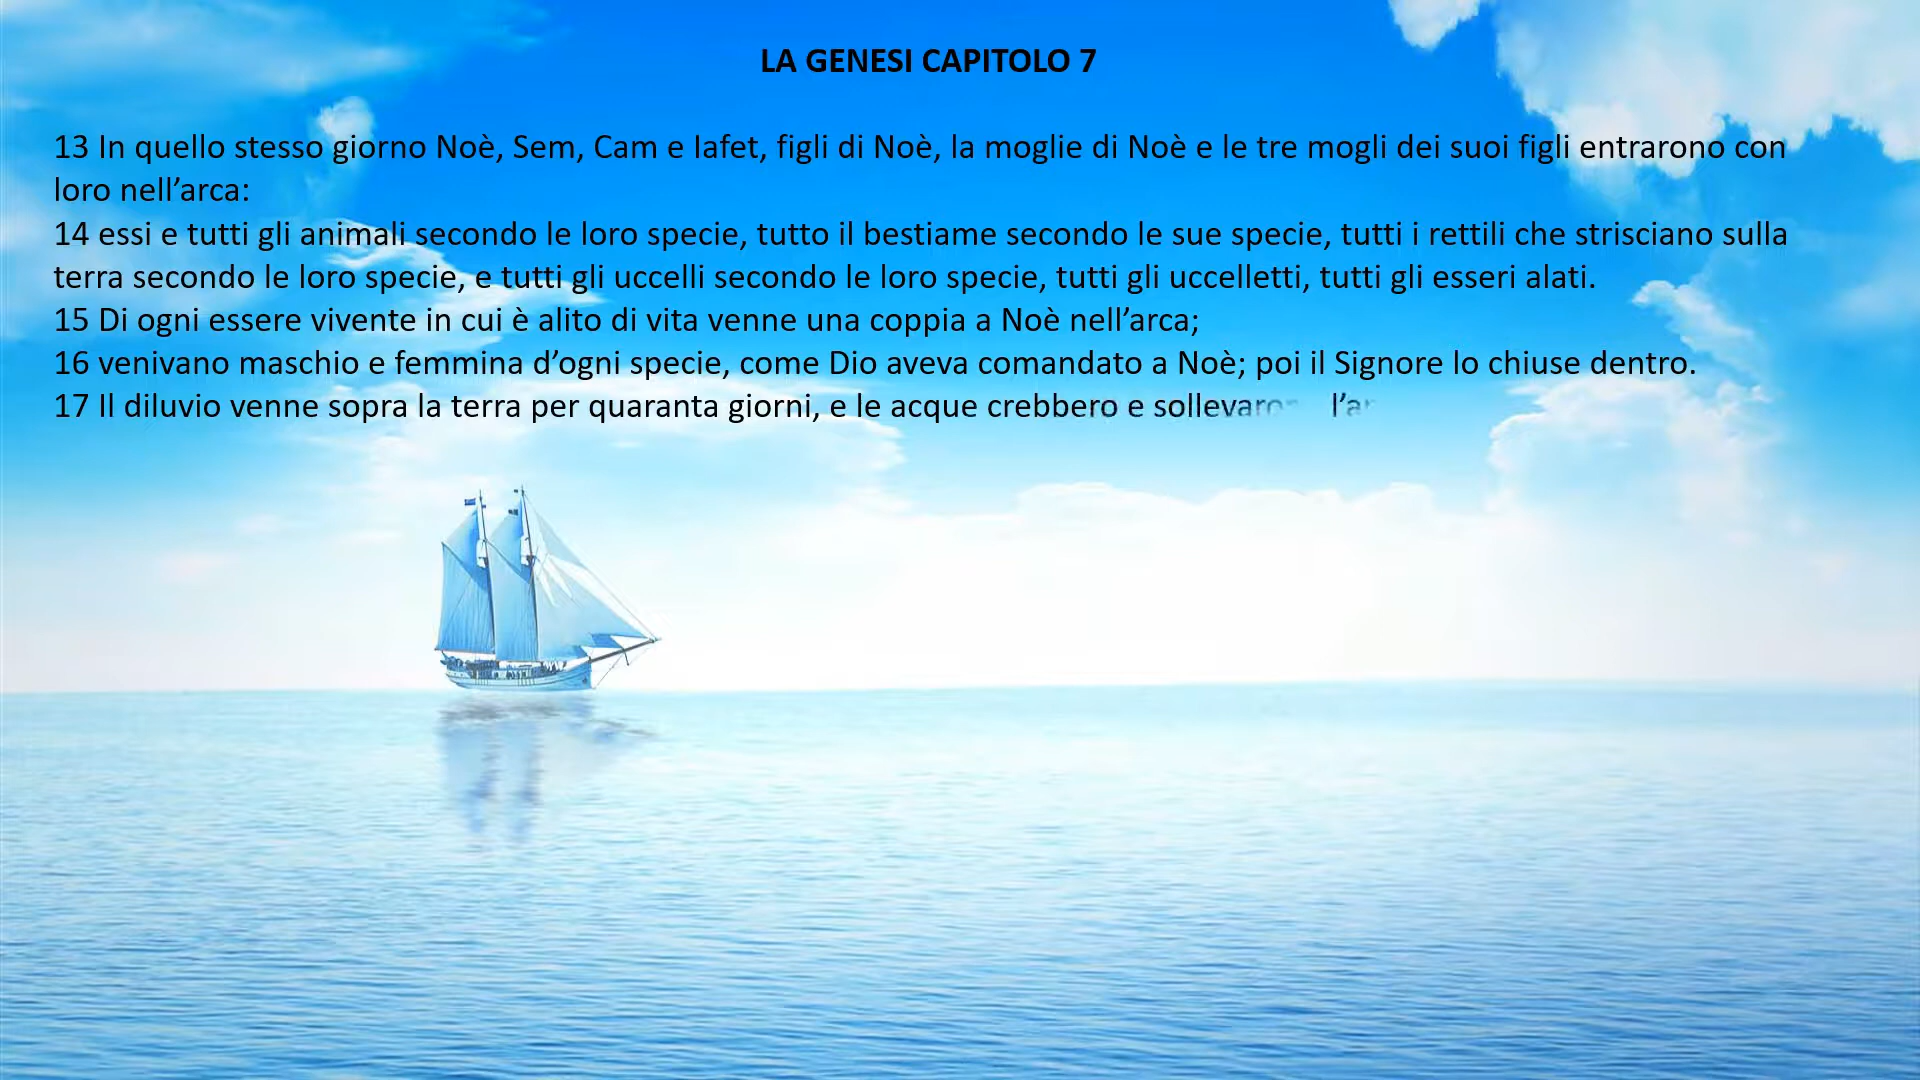 LA GENESI CAPITOLO 7
13 In quello stesso giorno Noè, Sem, Cam e Iafet, figli di Noè, la moglie di Noè e le tre mogli dei suoi figli entrarono con
loro nell’arca:
14 essi e tutti gli animali secondo le loro specie, tutto il bestiame secondo le sue specie, tutti i rettili che strisciano sulla
terra secondo le loro specie, e tutti gli uccelli secondo le loro specie, tutti gli uccelletti, tutti gli esseri alati.
15 Di ogni essere vivente in cui è alito di vita venne una coppia a Noè nell’arca;
16 venivano maschio e femmina d’ogni specie, come Dio aveva comandato a Noè; poi il Signore lo chiuse dentro.
17 Il diluvio venne sopra la terra per quaranta giorni, e le acque crebbero e